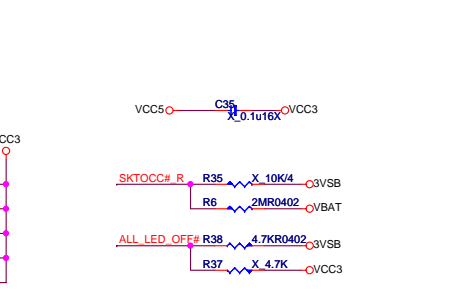 C35
VCC5 VCC3
X_0.1u16X
CC3
SKTOCC#_R R35 X_10K/4 3VSB
R6 2MR0402 VBAT
ALL_LED_OFF# R38 4.7KR0402 3VSB
R37 X_4.7K VCC3